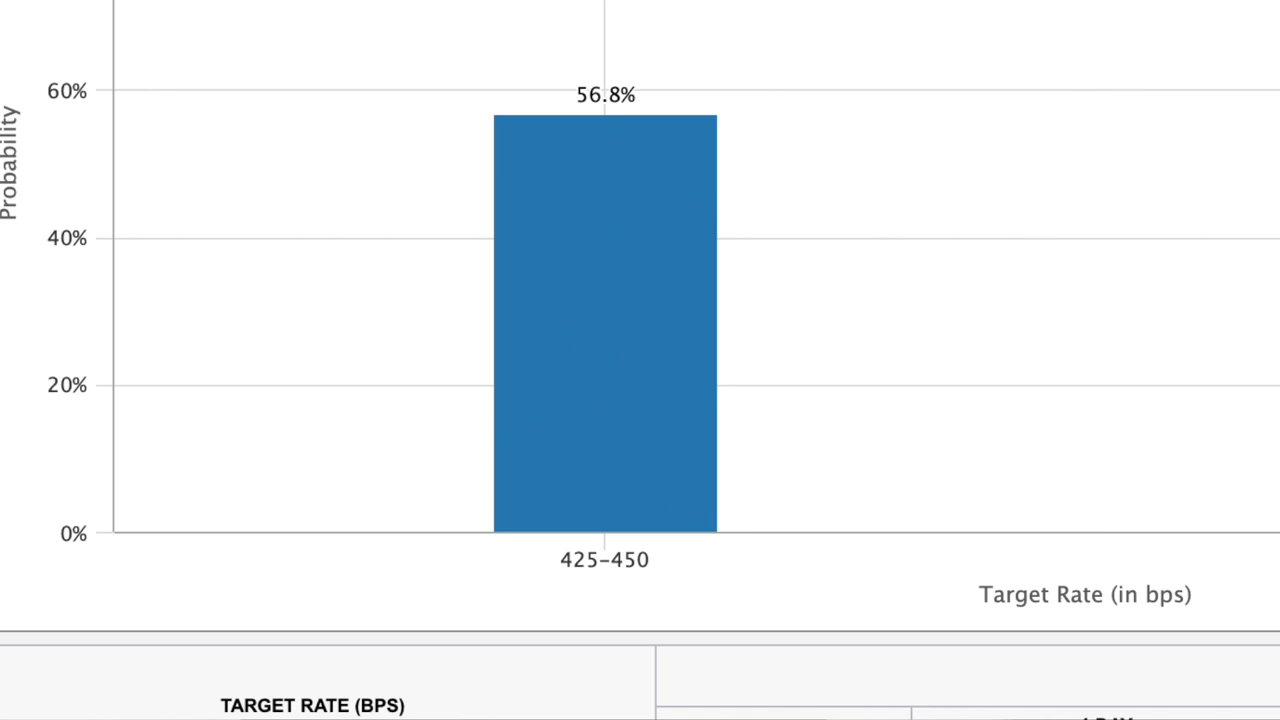 Probability
60%
56.8%
40%
20%
0%
425-450
Target Rate (in bps)
TARGET RATE (BPS)